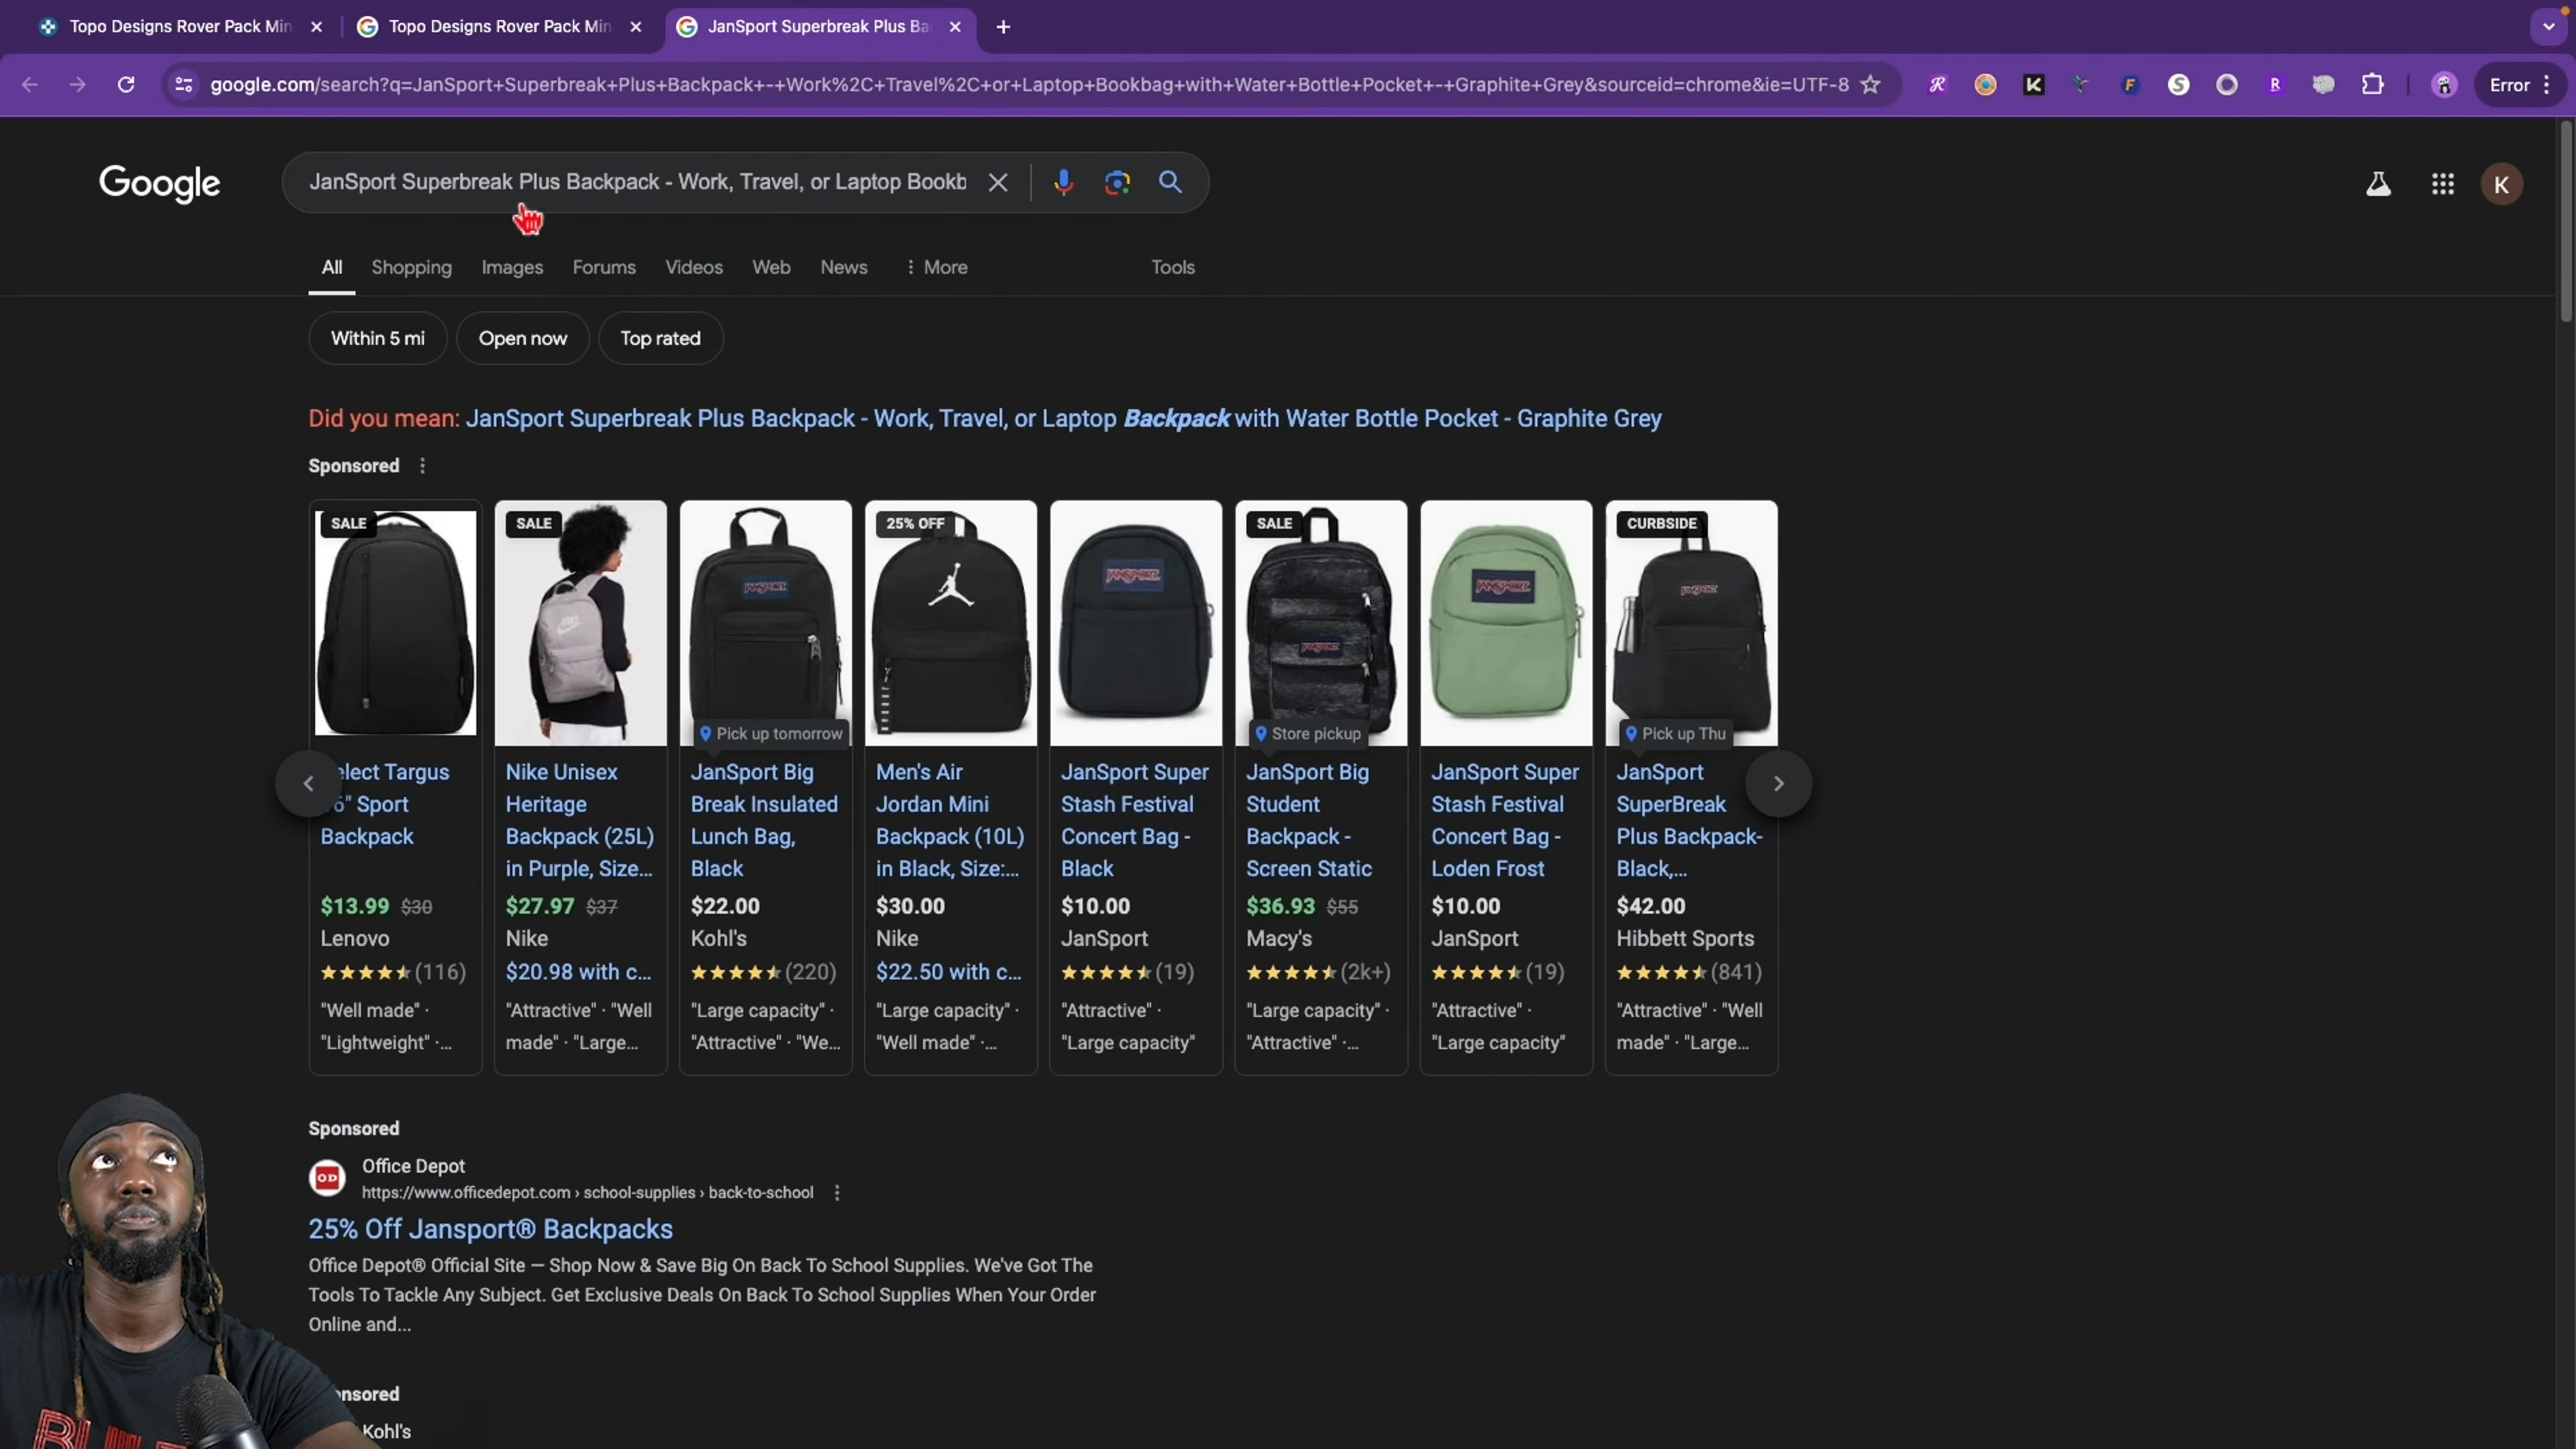 Topo Designs Rover Pack Min
Topo Designs Rover Pack Min
JanSport Superbreak Plus Ba
google.com/search?q=JanSport+Superbreak+Plus+Backpack+-+Work%2C+Travel%2C+or+Laptop+Bookbag+with+Water+Bottle+Pocket+-+Graphite+Grey&sourceid=chrome&ie=UTF-8
Error
Google
JanSport Superbreak Plus Backpack - Work, Travel, or Laptop Bookb
K
All
Shopping
Images
Forums
Videos
Web
News
More
Tools
Within 5 mi
Open now
Top rated
Did you mean: JanSport Superbreak Plus Backpack - Work, Travel, or Laptop Backpack with Water Bottle Pocket - Graphite Grey
Sponsored
SALE
elect Targus
6" Sport
Backpack
$13.99 $30
Lenovo
(116)
"Well made" ·
"Lightweight" ·...
SALE
Nike Unisex
Heritage
Backpack (25L)
in Purple, Size...
$27.97 $37
Nike
$20.98 with c...
"Attractive" · "Well
made" · "Large...
JANSPORT
Pick up tomorrow
JanSport Big
Break Insulated
Lunch Bag,
Black
$22.00
Kohl's
(220)
"Large capacity" ·
"Attractive" · "We...
25% OFF
Men's Air
Jordan Mini
Backpack (10L)
in Black, Size:...
$30.00
Nike
$22.50 with c...
"Large capacity" ·
"Well made" ·...
JANSPORT
JanSport Super
Stash Festival
Concert Bag -
Black
$10.00
JanSport
(19)
"Attractive" ·
"Large capacity"
SALE
JANSPORT
Store pickup
JanSport Big
Student
Backpack -
Screen Static
$36.93 $55
Macy's
(2k+)
"Large capacity" ·
"Attractive" ·...
JANSPORT
JanSport Super
Stash Festival
Concert Bag -
Loden Frost
$10.00
JanSport
(19)
"Attractive" ·
"Large capacity"
CURBSIDE
JANSPORT
Pick up Thu
JanSport
SuperBreak
Plus Backpack-
Black,...
$42.00
Hibbett Sports
(841)
"Attractive" · "Well
made" · "Large...
Sponsored
OD
Office Depot
https://www.officedepot.com › school-supplies › back-to-school
25% Off Jansport® Backpacks
Office Depot® Official Site — Shop Now & Save Big On Back To School Supplies. We've Got The
Tools To Tackle Any Subject. Get Exclusive Deals On Back To School Supplies When Your Order
Online and...
onsored
Kohl's